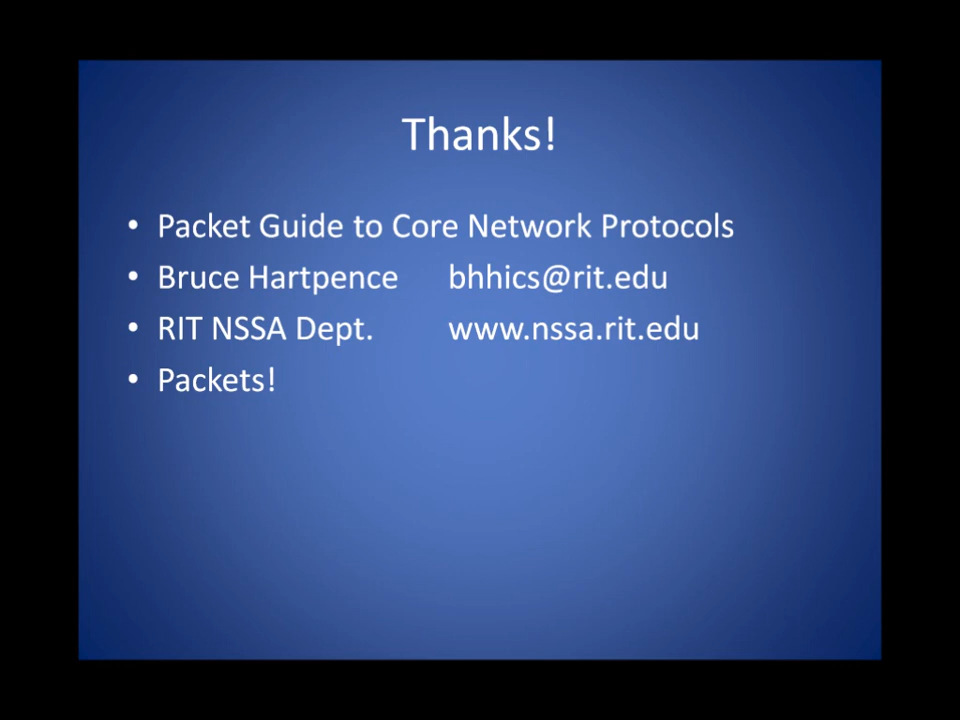 Thanks!
• Packet Guide to Core Network Protocols
• Bruce Hartpence bhhics@rit.edu
• RIT NSSA Dept. www.nssa.rit.edu
• Packets!